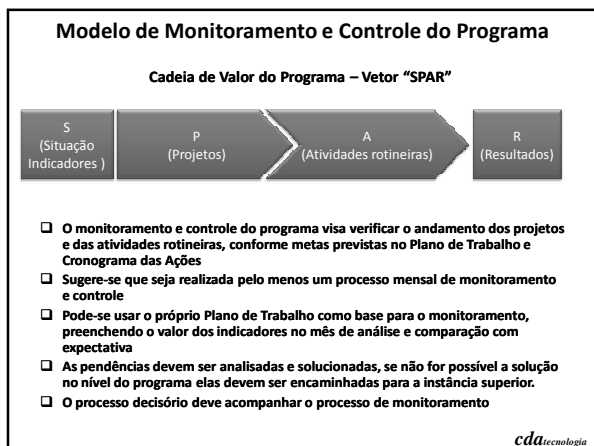 Modelo de Monitoramento e Controle do Programa
Cadeia de Valor do Programa – Vetor “SPAR”
S
(Situação
Indicadores )
P
(Projetos)
A
(Atividades rotineiras)
R
(Resultados)
❑ O monitoramento e controle do programa visa verificar o andamento dos projetos
e das atividades rotineiras, conforme metas previstas no Plano de Trabalho e
Cronograma das Ações
❑ Sugere-se que seja realizada pelo menos um processo mensal de monitoramento
e controle
❑ Pode-se usar o próprio Plano de Trabalho como base para o monitoramento,
preenchendo o valor dos indicadores no mês de análise e comparação com
expectativa
❑ As pendências devem ser analisadas e solucionadas, se não for possível a solução
no nível do programa elas devem ser encaminhadas para a instância superior.
❑ O processo decisório deve acompanhar o processo de monitoramento
cdatecnologia